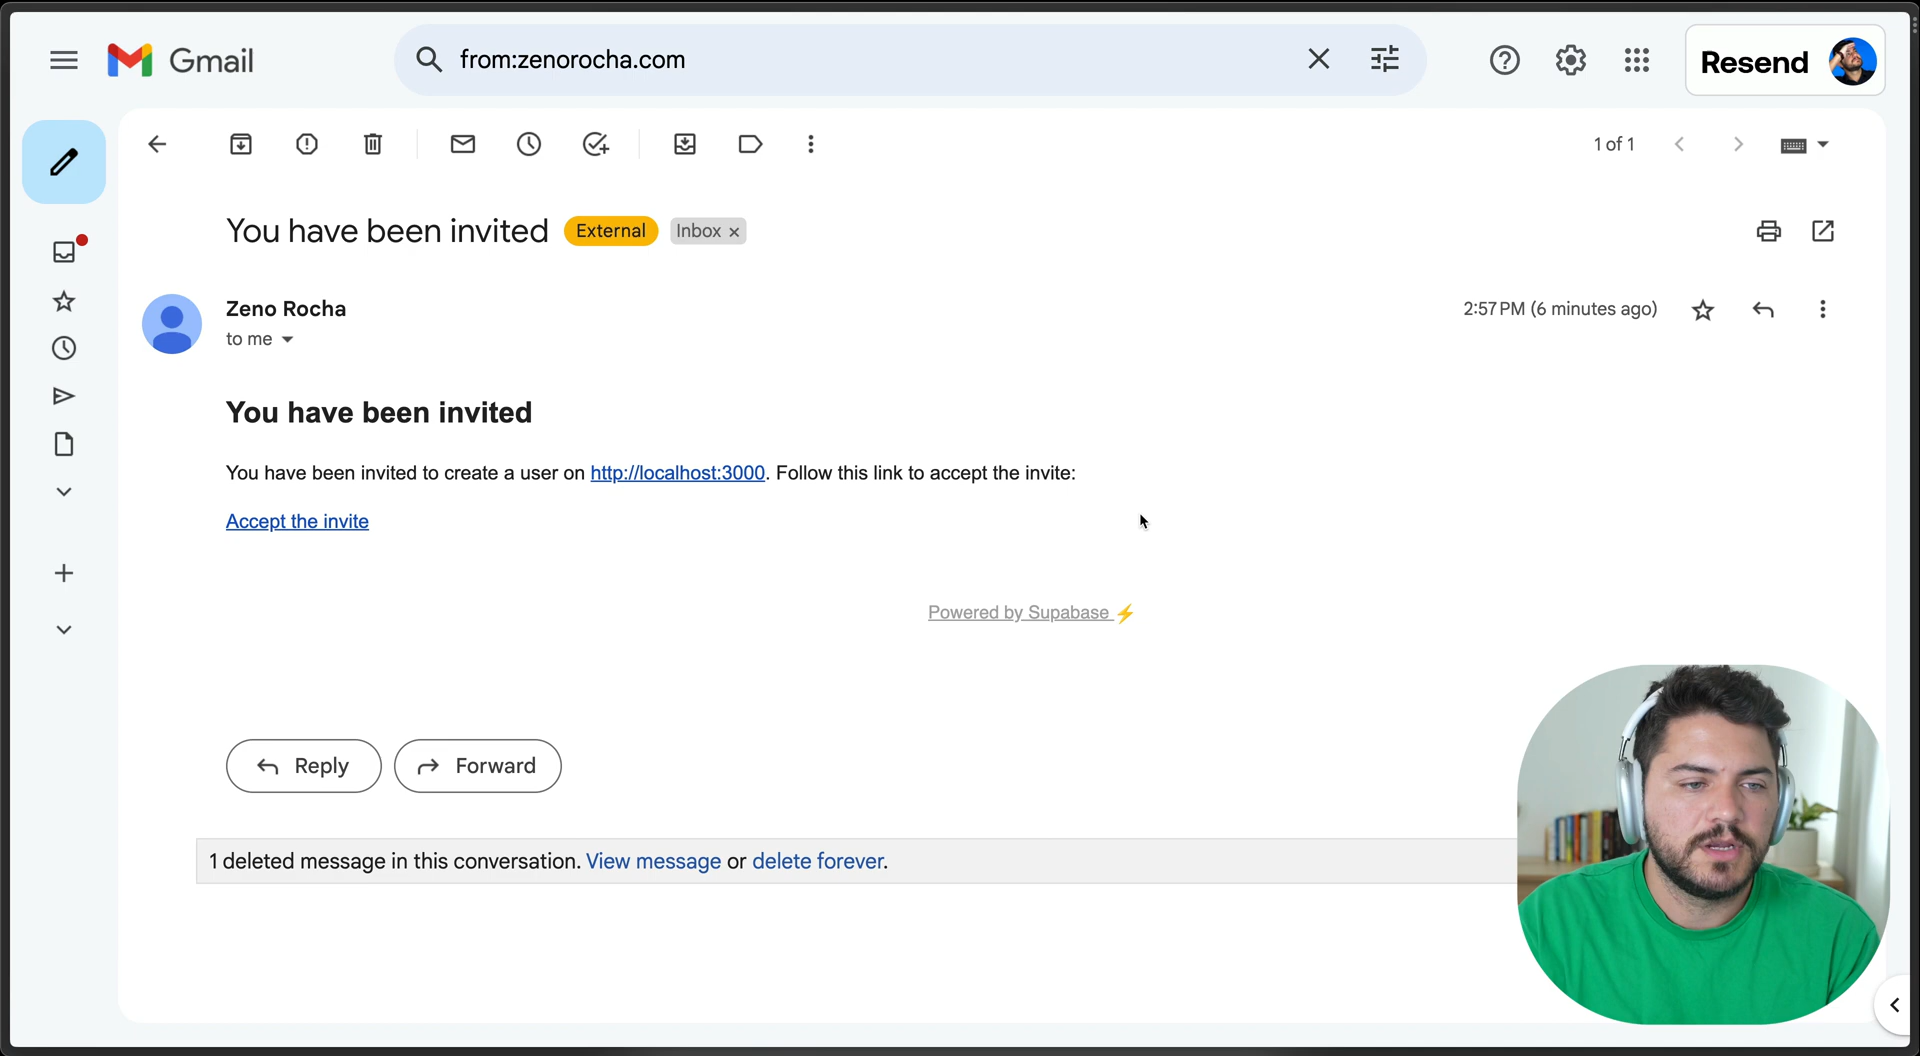 Gmail
from:zenorocha.com
Resend
1 of 1
You have been invited
External
Inbox ×
Zeno Rocha
2:57 PM (6 minutes ago)
to me
You have been invited
You have been invited to create a user on http://localhost:3000. Follow this link to accept the invite:
Accept the invite
Powered by Supabase ⚡
Reply
Forward
1 deleted message in this conversation. View message or delete forever.